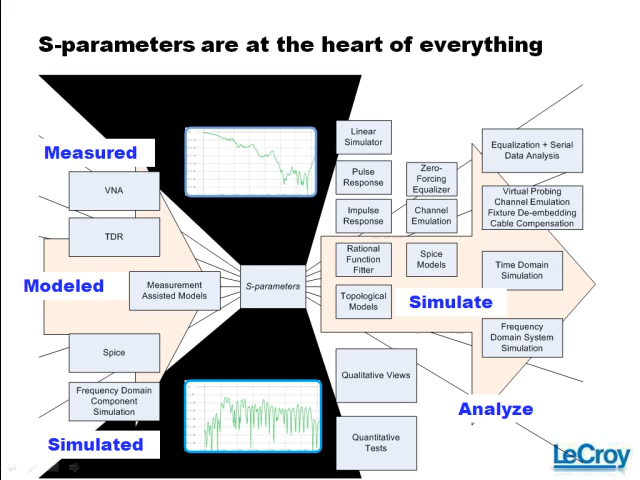 S-parameters are at the heart of everything
Measured
VNA
TDR
Modeled
Measurement
Assisted Models
Spice
Frequency Domain
Component
Simulation
Simulated
S-parameters
Linear
Simulator
Pulse
Response
Impulse
Response
Rational
Function
Fitter
Topological
Models
Zero-
Forcing
Equalizer
Channel
Emulation
Spice
Models
Simulate
Qualitative Views
Quantitative
Tests
Equalization + Serial
Data Analysis
Virtual Probing
Channel Emulation
Fixture De-embedding
Cable Compensation
Time Domain
Simulation
Frequency
Domain System
Simulation
Analyze
LeCroy